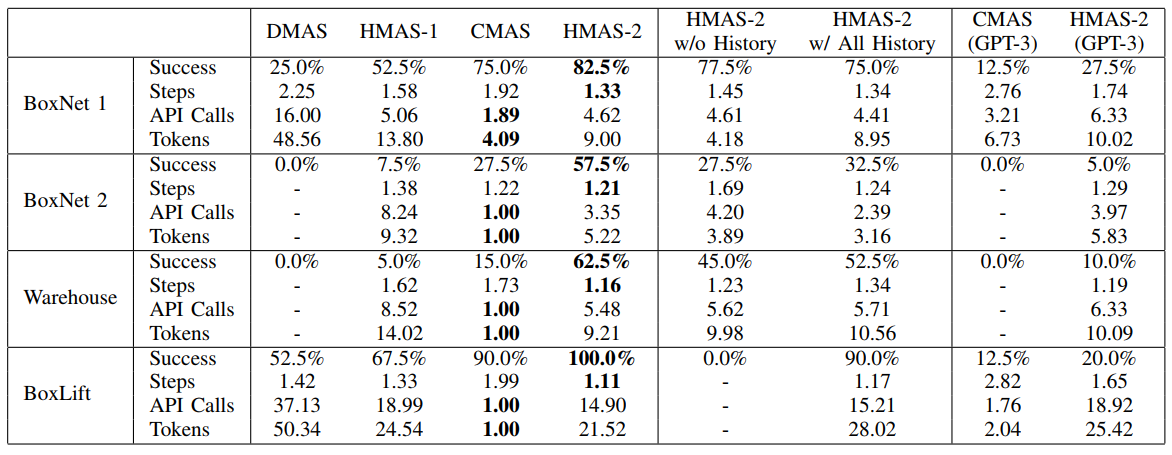 DMAS HMAS-1 CMAS HMAS-2 HMAS-2 w/o History HMAS-2 w/ All History CMAS (GPT-3) HMAS-2 (GPT-3)
BoxNet 1
Success 25.0% 52.5% 75.0% 82.5% 77.5% 75.0% 12.5% 27.5%
Steps 2.25 1.58 1.92 1.33 1.45 1.34 2.76 1.74
API Calls 16.00 5.06 1.89 4.62 4.61 4.41 3.21 6.33
Tokens 48.56 13.80 4.09 9.00 4.18 8.95 6.73 10.02
BoxNet 2
Success 0.0% 7.5% 27.5% 57.5% 27.5% 32.5% 0.0% 5.0%
Steps - 1.38 1.22 1.21 1.69 1.24 - 1.29
API Calls - 8.24 1.00 3.35 4.20 2.39 - 3.97
Tokens - 9.32 1.00 5.22 3.89 3.16 - 5.83
Warehouse
Success 0.0% 5.0% 15.0% 62.5% 45.0% 52.5% 0.0% 10.0%
Steps - 1.62 1.73 1.16 1.23 1.34 - 1.19
API Calls - 8.52 1.00 5.48 5.62 5.71 - 6.33
Tokens - 14.02 1.00 9.21 9.98 10.56 - 10.09
BoxLift
Success 52.5% 67.5% 90.0% 100.0% 0.0% 90.0% 12.5% 20.0%
Steps 1.42 1.33 1.99 1.11 - 1.17 2.82 1.65
API Calls 37.13 18.99 1.00 14.90 - 15.21 1.76 18.92
Tokens 50.34 24.54 1.00 21.52 - 28.02 2.04 25.42